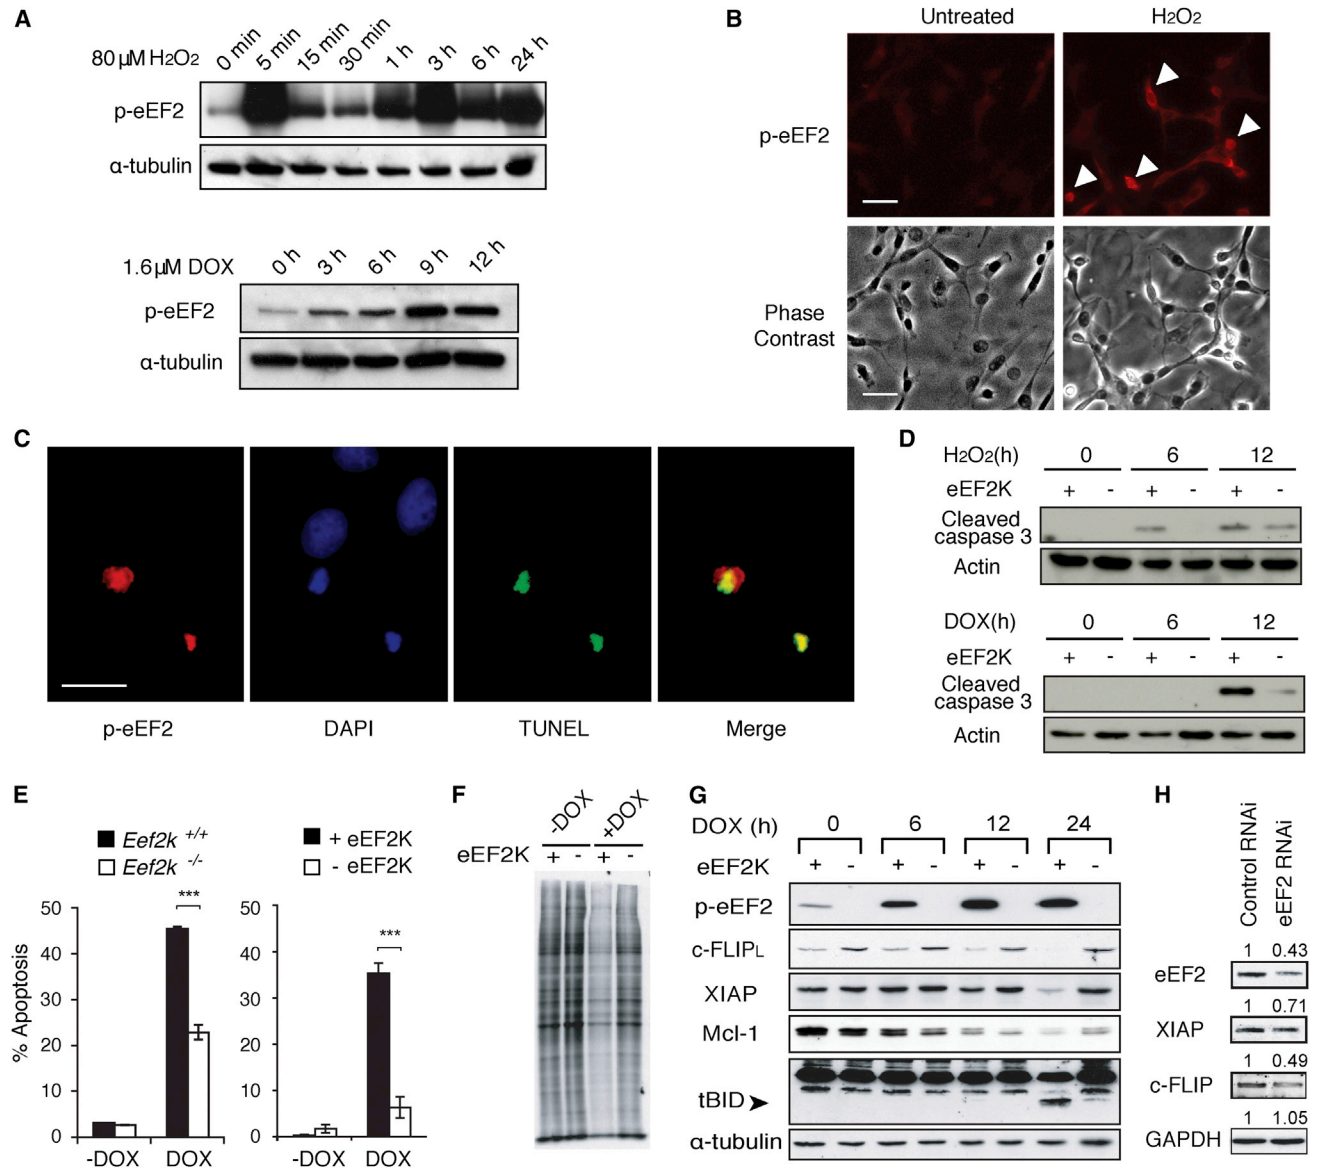 A
80 µM H2O2 0 min 5 min 15 min 30 min 1 h 3 h 6 h 24 h
p-eEF2
α-tubulin
1.6 µM DOX 0 h 3 h 6 h 9 h 12 h
p-eEF2
α-tubulin
B
Untreated H2O2
p-eEF2
Phase
Contrast
C
p-eEF2 DAPI TUNEL Merge
D
H2O2(h) 0 6 12
eEF2K + - + - + -
Cleaved
caspase 3
Actin
DOX(h) 0 6 12
eEF2K + - + - + -
Cleaved
caspase 3
Actin
E
Eef2k +/+
Eef2k -/-
% Apoptosis
50
40
30
20
10
0
***
-DOX DOX
+ eEF2K
- eEF2K
50
40
30
20
10
0
***
-DOX DOX
F
-DOX +DOX
eEF2K + - + -
G
DOX (h) 0 6 12 24
eEF2K + - + - + - + -
p-eEF2
c-FLIPL
XIAP
Mcl-1
tBID
α-tubulin
H
Control RNAi
eEF2 RNAi
1 0.43
eEF2
1 0.71
XIAP
1 0.49
c-FLIP
1 1.05
GAPDH